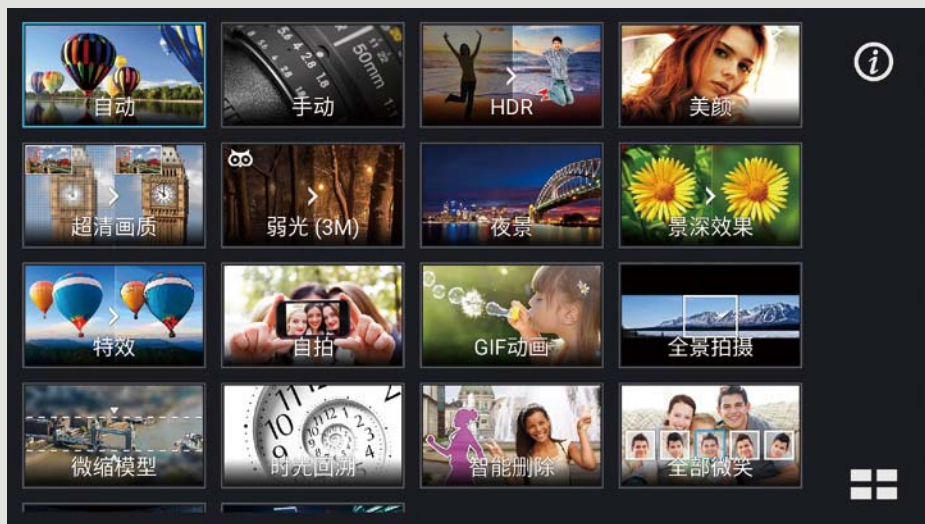 自动
手动
HDR
美颜
超清画质
弱光 (3M)
夜景
景深效果
特效
自拍
GIF动画
全景拍摄
微缩模型
时光回溯
智能删除
全部微笑